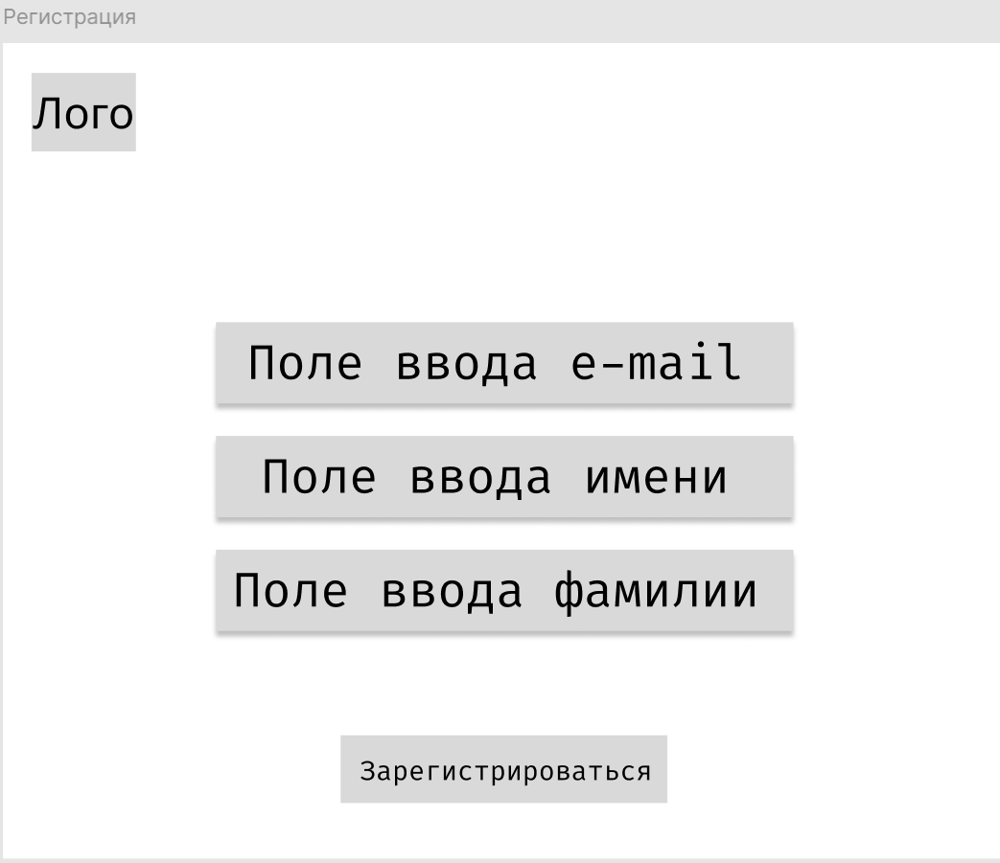 Регистрация
Лого
Поле ввода e-mail
Поле ввода имени
Поле ввода фамилии
Зарегистрироваться